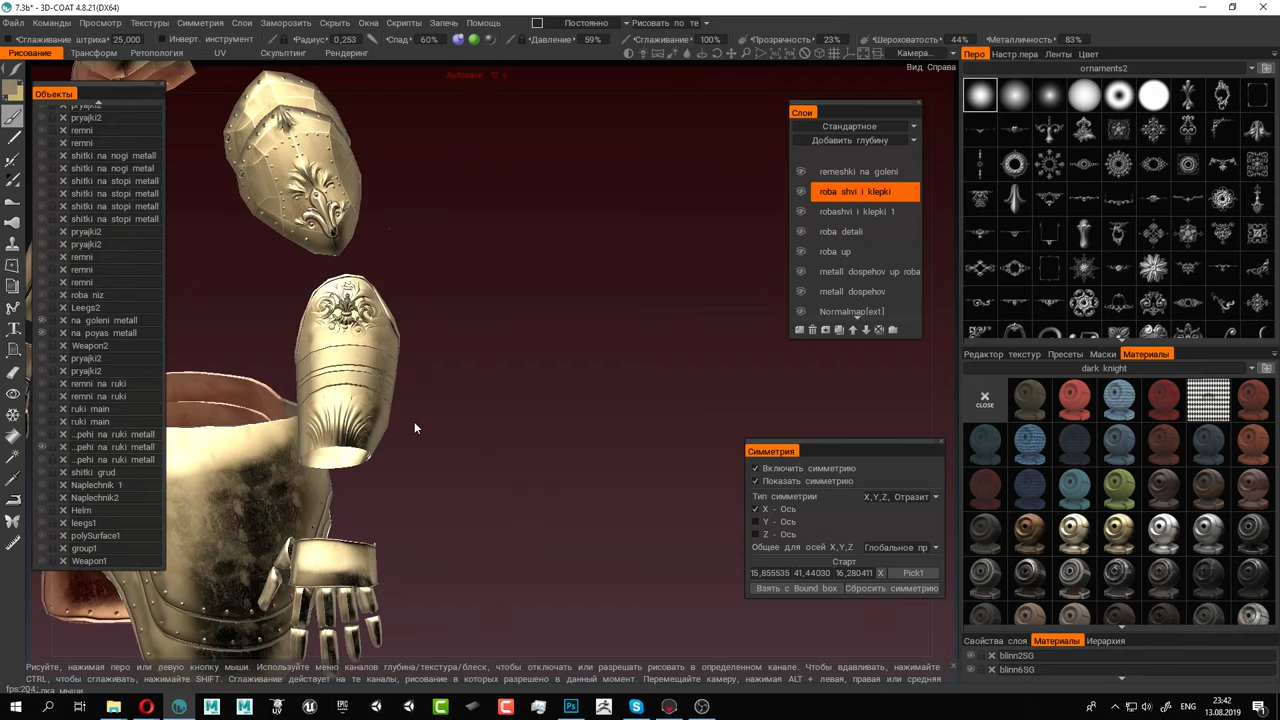 7.3b* - 3D-COAT 4.8.21(DX64)
Файл Команды Просмотр Текстуры Симметрия Слои Заморозить Скрыть Окна Скрипты Запечь Помощь Постоянно Рисовать по те
Сглаживание штриха 25,000 Инверт. инструмент Радиус 0,253 Спад 60% Давление 59% Сглаживание 100% Прозрачность 23% Шероховатость 44% Металличность 83%
Рисование Трансформ Ретопология UV Скульптинг Рендеринг Камера...
Autosave
Вид Справа
Объекты
pryajki2
pryajki2
remni
remni
shitki na nogi metall
shitki na nogi metal
shitki na stopi metall
shitki na stopi metall
shitki na stopi metall
shitki na stopi metall
pryajki2
pryajki2
remni
remni
remni
roba niz
Leegs2
na goleni metall
na poyas metall
Weapon2
pryajki2
pryajki2
remni na ruki
remni na ruki
ruki main
ruki main
...pehi na ruki metall
...pehi na ruki metall
...pehi na ruki metall
shitki grud
Naplechnik 1
Naplechnik2
Helm
leegs1
polySurface1
group1
Weapon1
Слои
Стандартное
Добавить глубину
remeshki na goleni
roba shvi i klepki
robashvi i klepki 1
roba detali
roba up
metall dospehov up roba
metall dospehov
Normalmap[ext]
Симметрия
Включить симметрию
Показать симметрию
Тип симметрии X,Y,Z, Отразит
X - Ось
Y - Ось
Z - Ось
Общее для осей X,Y,Z Глобальное пр
Старт
15,855535 41,44030 16,280411 X Pick1
Взять с Bound box Сбросить симметрию
Перо Настр.пера Ленты Цвет
ornaments2
Редактор текстур Пресеты Маски Материалы
dark knight
CLOSE
Свойства слоя Материалы Иерархия
blinn2SG
blinn6SG
Рисуйте, нажимая перо или левую кнопку мыши. Используйте меню каналов глубина/текстура/блеск, чтобы отключить или разрешать рисовать в определенном канале. Чтобы вдавливать, нажимайте
CTRL, чтобы сглаживать, нажимайте SHIFT. Сглаживание действует на те каналы, рисование в которых разрешено в данный момент. Перемещайте камеру, нажимая ALT + левая, правая или средняя
fps:204;
23:42
ENG
13.08.2019